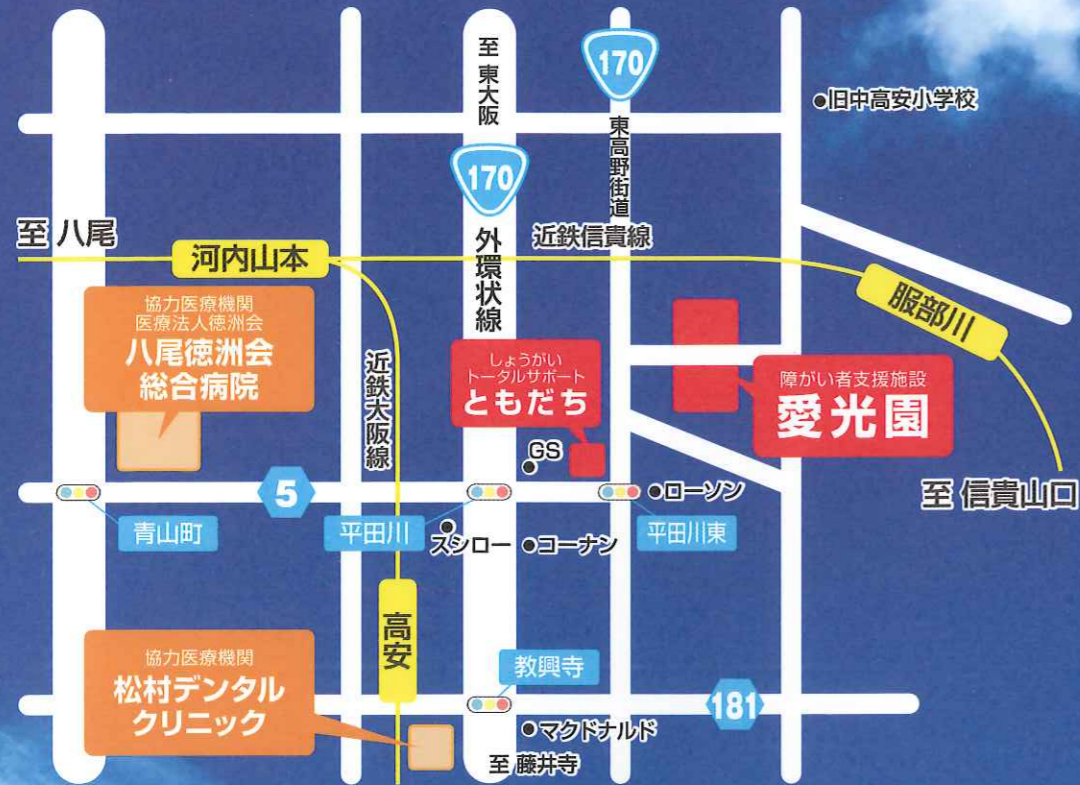 至 東大阪
170
170
東高野街道
旧中高安小学校
至 八尾
河内山本
外環状線
近鉄信貴線
服部川
協力医療機関
医療法人徳洲会
八尾徳洲会
総合病院
近鉄大阪線
しょうがい
トータルサポート
ともだち
障がい者支援施設
愛光園
GS
5
ローソン
至 信貴山口
青山町
平田川
スシロー
コーナン
平田川東
高安
協力医療機関
松村デンタル
クリニック
教興寺
181
マクドナルド
至 藤井寺